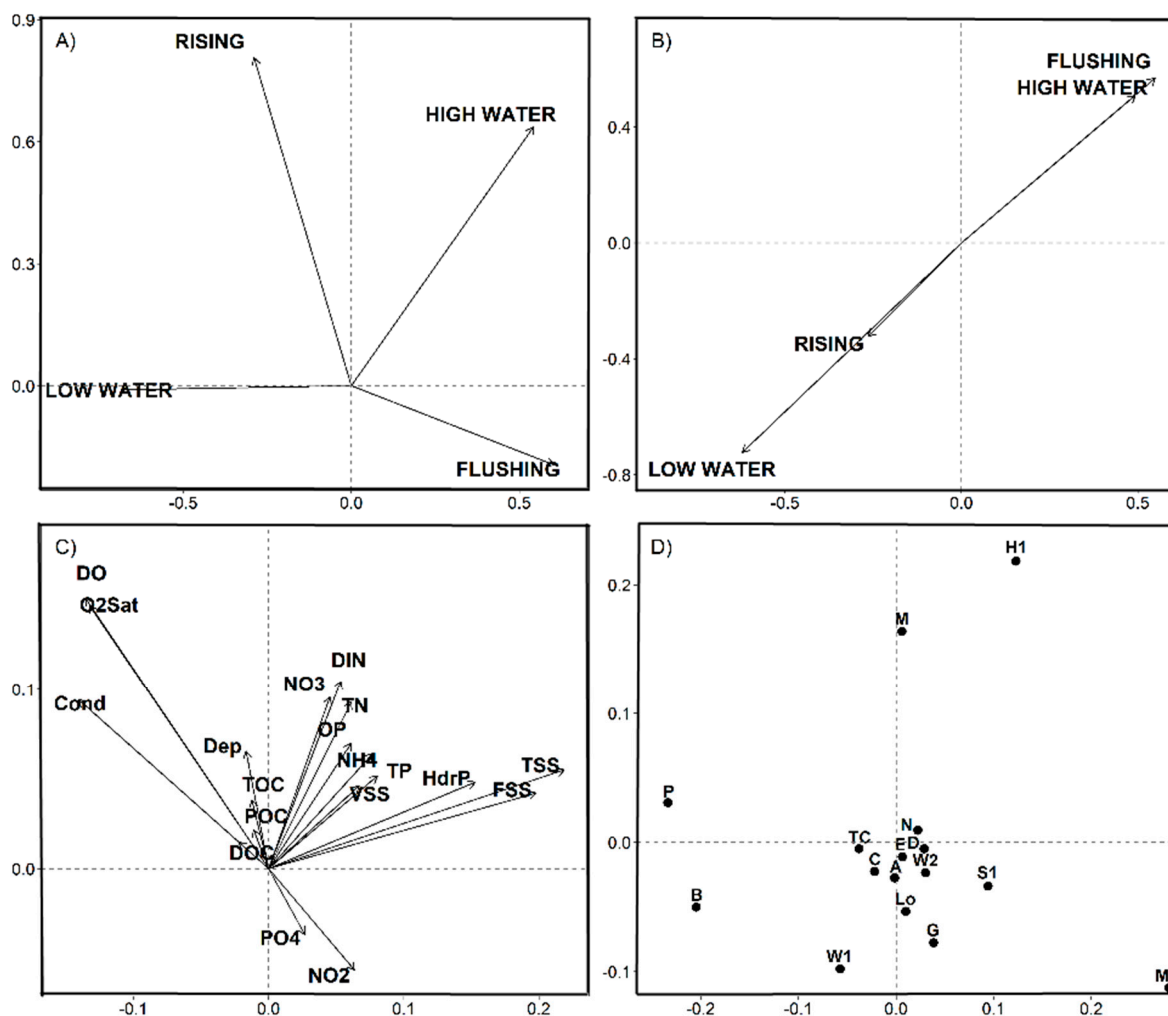 A)
RISING
HIGH WATER
LOW WATER
FLUSHING
0.9
0.6
0.3
0.0
-0.5
0.0
0.5
B)
FLUSHING
HIGH WATER
RISING
LOW WATER
0.4
0.0
-0.4
-0.8
-0.5
0.0
0.5
C)
DO
O2Sat
Cond
DIN
NO3
TN
OP
Dep
NH4
TP
TSS
HdrP
FSS
TOC
VSS
POC
DOC
PO4
NO2
0.1
0.0
-0.1
0.0
0.1
0.2
D)
H1
M
P
N
TC
E
D
C
A
W2
S1
B
Lo
G
W1
M
0.2
0.1
0.0
-0.1
-0.2
-0.1
0.0
0.1
0.2